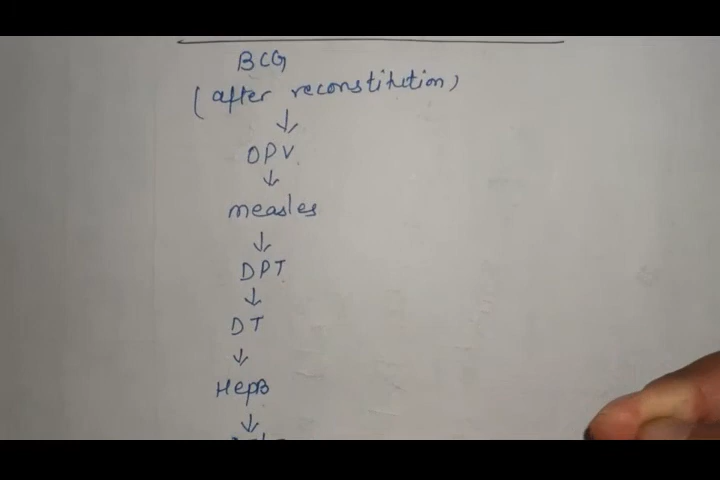 BCG
(after reconstitution)
↓
OPV
↓
measles
↓
DPT
↓
DT
↓
HepB
↓